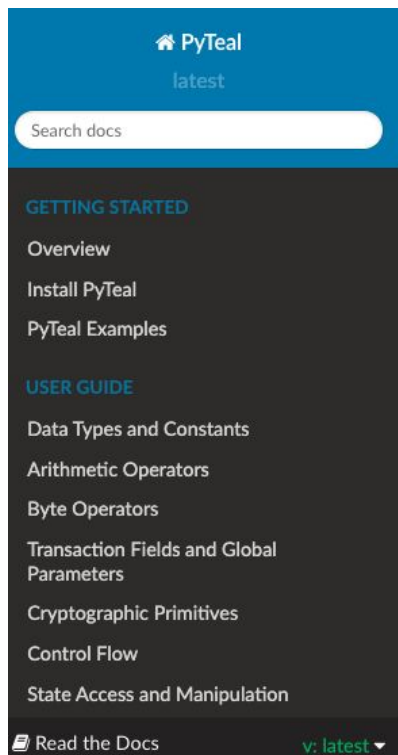 PyTeal
latest
Search docs
GETTING STARTED
Overview
Install PyTeal
PyTeal Examples
USER GUIDE
Data Types and Constants
Arithmetic Operators
Byte Operators
Transaction Fields and Global
Parameters
Cryptographic Primitives
Control Flow
State Access and Manipulation
Read the Docs v: latest